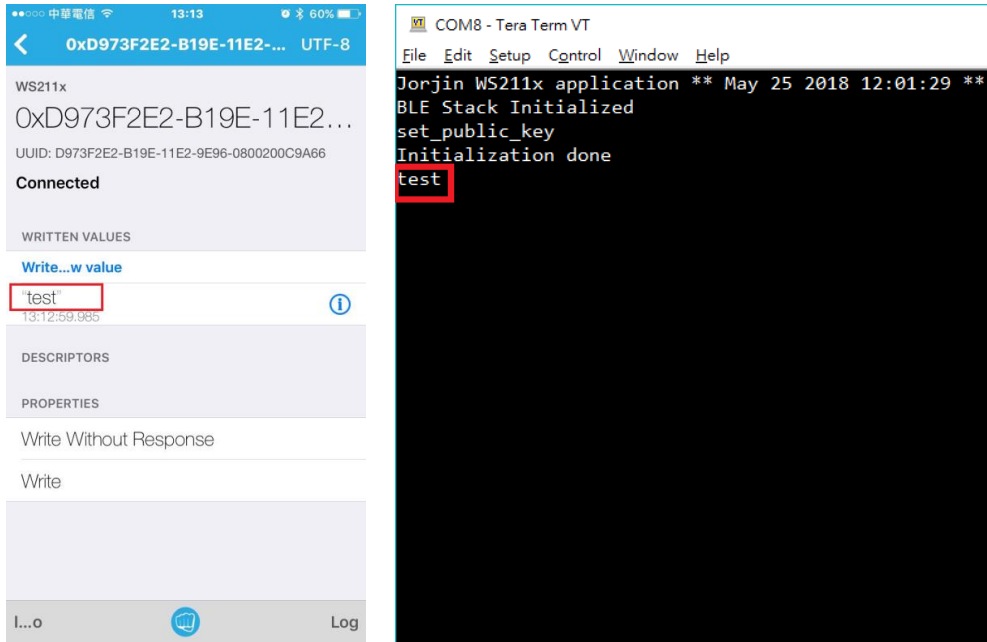 ●●○○○ 中華電信 13:13 60%
0xD973F2E2-B19E-11E2-... UTF-8
WS211x
0xD973F2E2-B19E-11E2...
UUID: D973F2E2-B19E-11E2-9E96-0800200C9A66
Connected
WRITTEN VALUES
Write...w value
"test"
13:12:59.985
DESCRIPTORS
PROPERTIES
Write Without Response
Write
I...o Log
COM8 - Tera Term VT
File Edit Setup Control Window Help
Jorjin WS211x application ** May 25 2018 12:01:29 **
BLE Stack Initialized
set_public_key
Initialization done
test